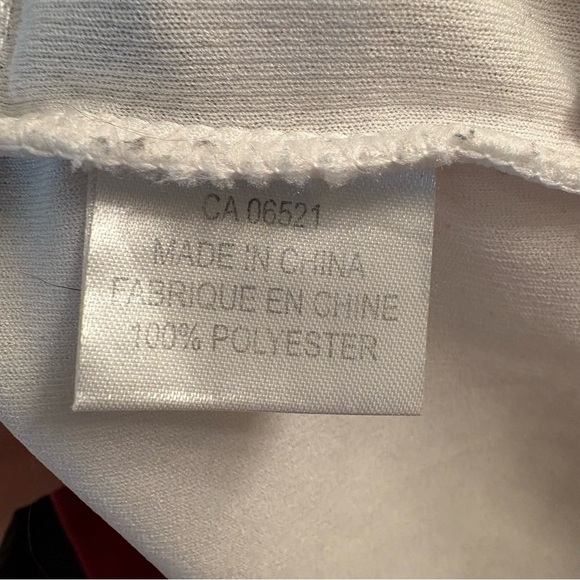 CA 06521
MADE IN CHINA
FABRIQUE EN CHINE
100% POLYESTER